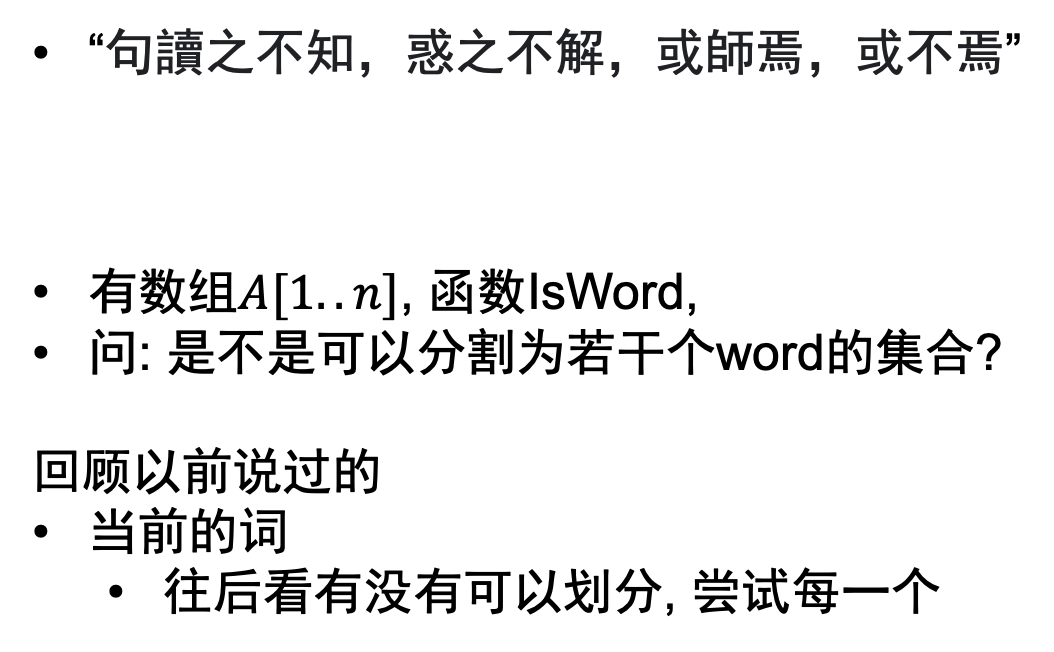 • “句讀之不知，惑之不解，或師焉，或不焉”
• 有数组A[1..n], 函数IsWord,
• 问: 是不是可以分割为若干个word的集合?
回顾以前说过的
• 当前的词
• 往后看有没有可以划分, 尝试每一个